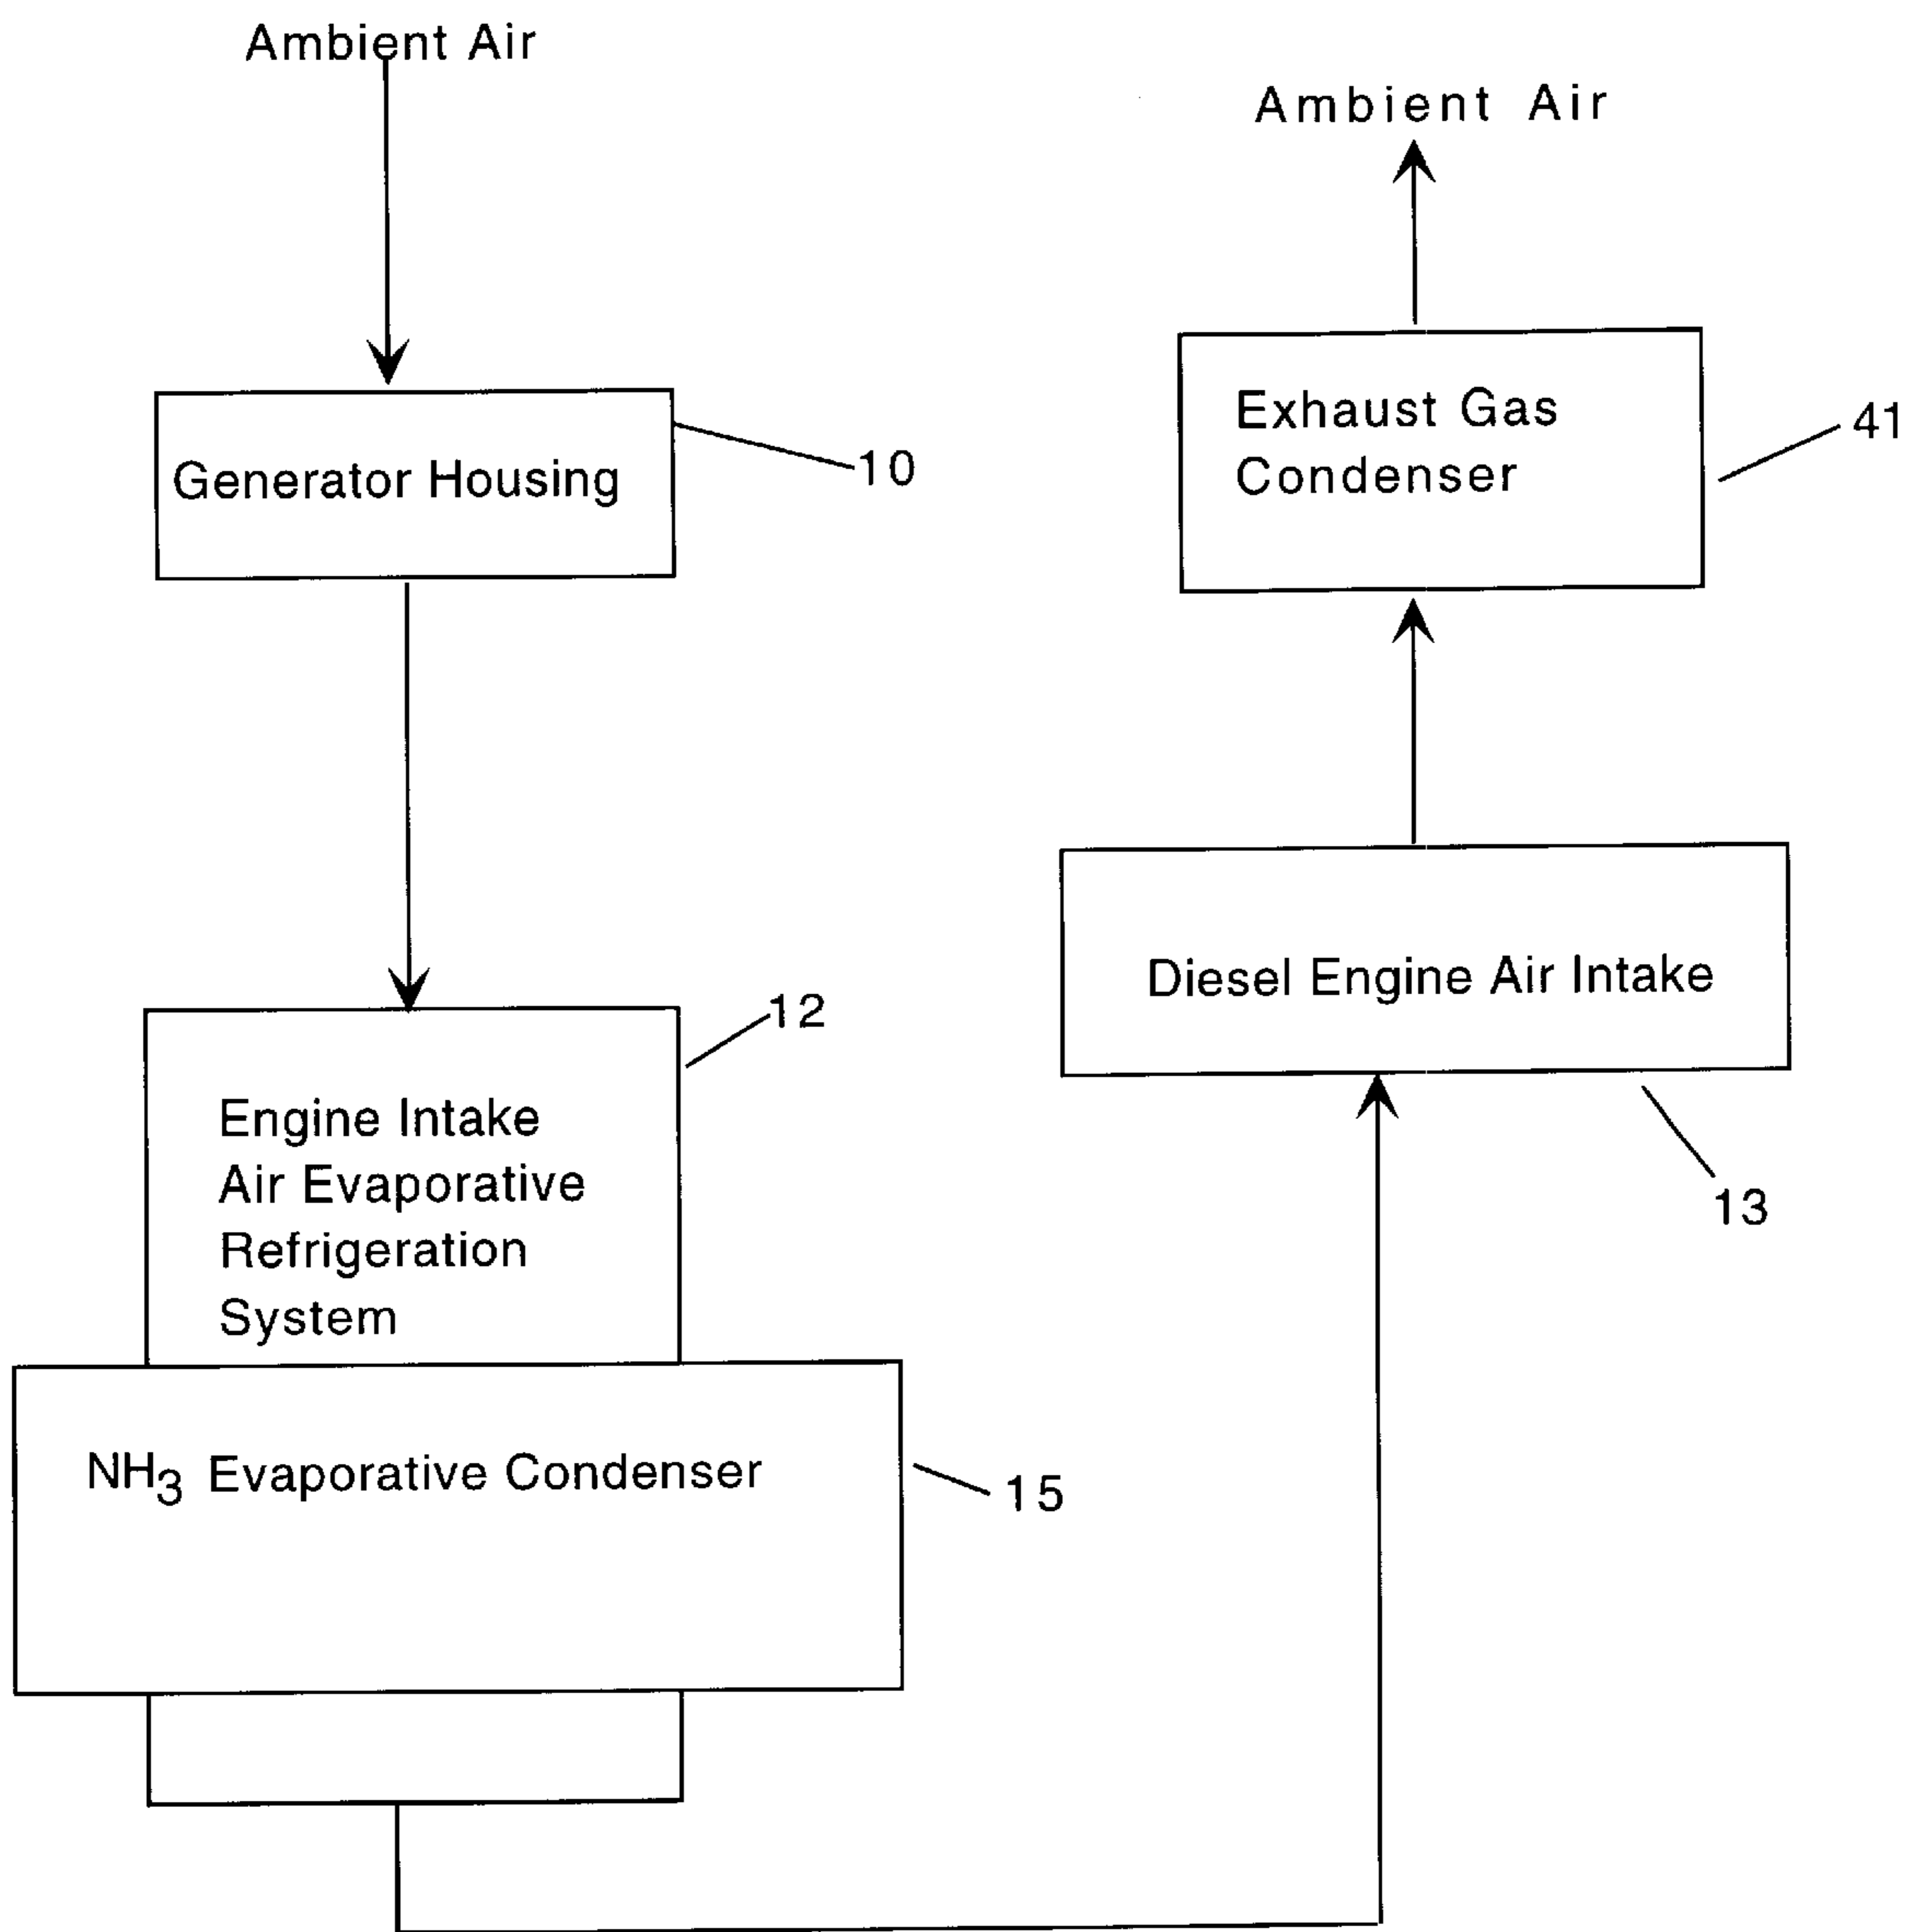 Ambient Air
Generator Housing
10
12
Engine Intake
Air Evaporative
Refrigeration
System
NH₃ Evaporative Condenser
15
Ambient Air
Exhaust Gas
Condenser
41
Diesel Engine Air Intake
13